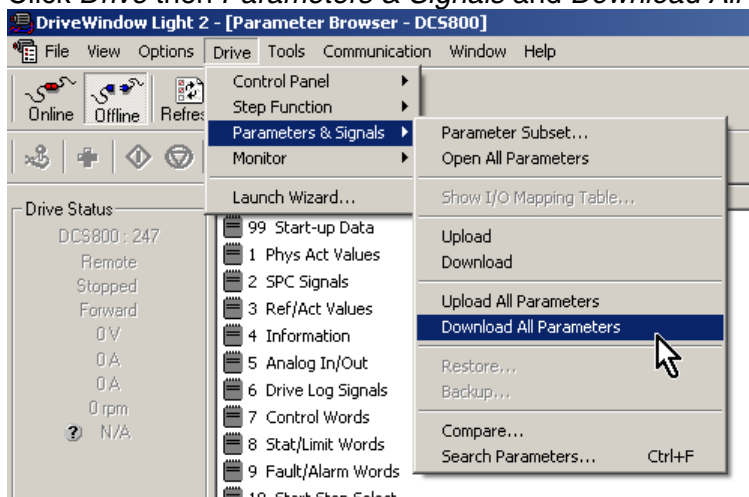 Click Drive then Parameters & Signals and Download All
DriveWindow Light 2 - [Parameter Browser - DCS800]
File View Options Drive Tools Communication Window Help
Online Offline Refres
Control Panel
Step Function
Parameters & Signals
Monitor
Launch Wizard...
Parameter Subset...
Open All Parameters
Show I/O Mapping Table...
Upload
Download
Upload All Parameters
Download All Parameters
Restore...
Backup...
Compare...
Search Parameters... Ctrl+F
Drive Status
DCS800 : 247
Remote
Stopped
Forward
0 V
0 A
0 A
0 rpm
? N/A
99 Start-up Data
1 Phys Act Values
2 SPC Signals
3 Ref/Act Values
4 Information
5 Analog In/Out
6 Drive Log Signals
7 Control Words
8 Stat/Limit Words
9 Fault/Alarm Words
10 Start Stop Select